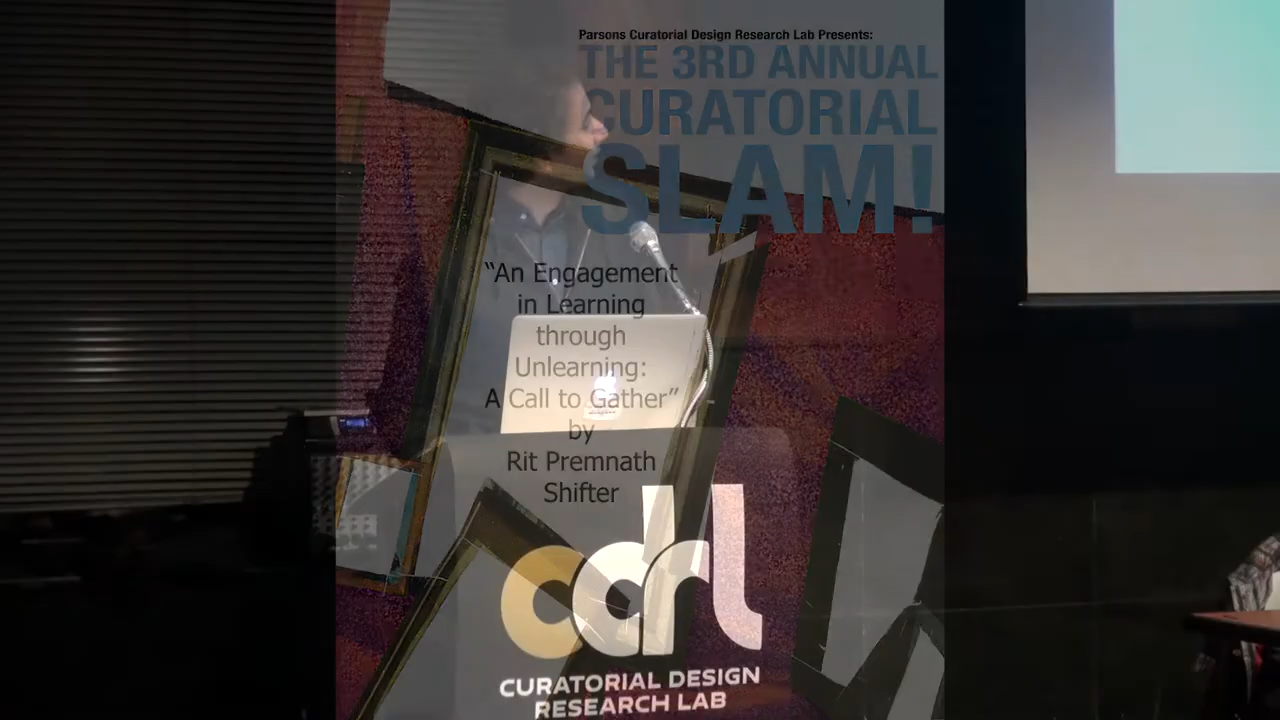 Parsons Curatorial Design Research Lab Presents:
THE 3RD ANNUAL
CURATORIAL
SLAM!
“An Engagement
in Learning
through
Unlearning:
A Call to Gather”
by
Rit Premnath
Shifter
cdrl
CURATORIAL DESIGN
RESEARCH LAB